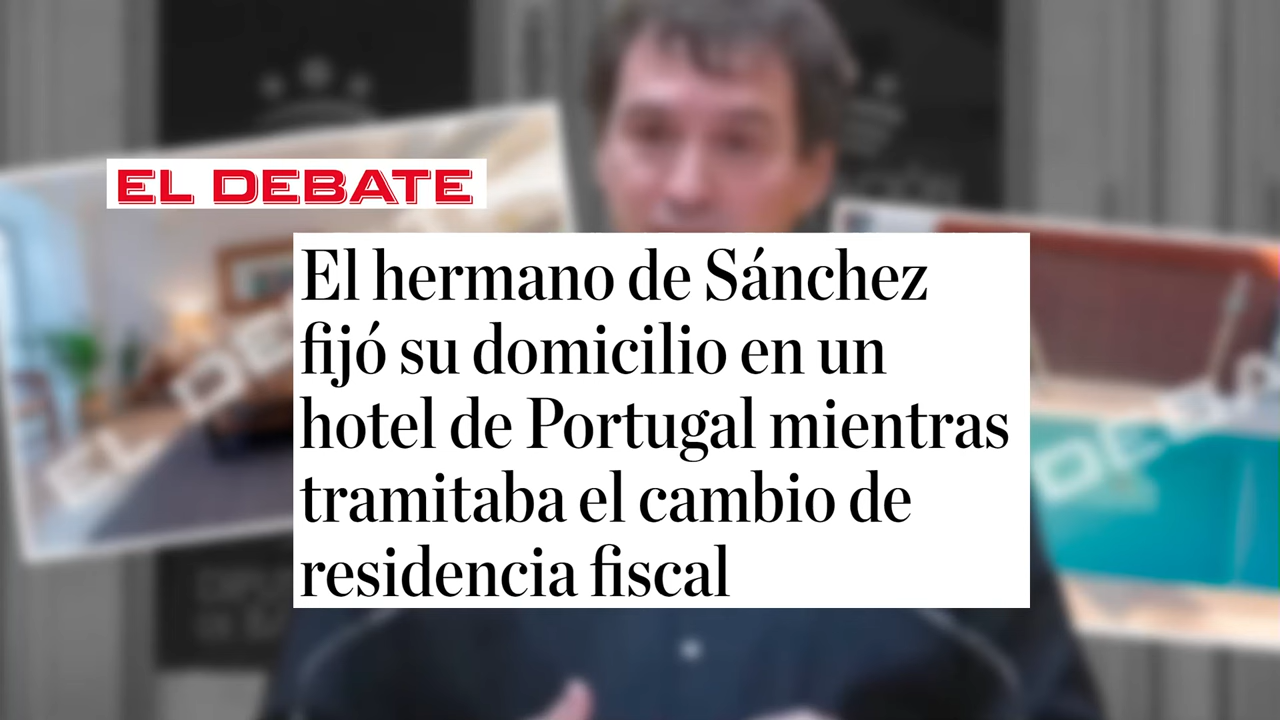 EL DEBATE
El hermano de Sánchez
fijó su domicilio en un
hotel de Portugal mientras
tramitaba el cambio de
residencia fiscal